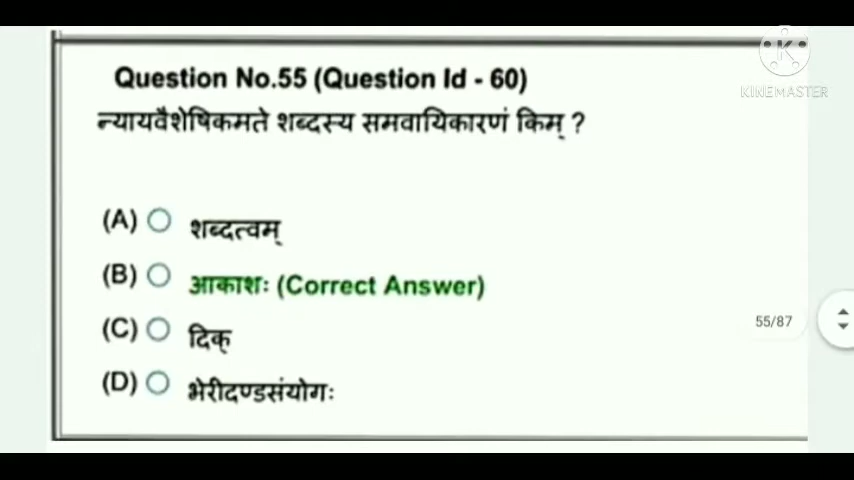 K
KINEMASTER
Question No.55 (Question Id - 60)
न्यायवैशेषिकमते शब्दस्य समवायिकारणं किम् ?
(A) शब्दत्वम्
(B) आकाशः (Correct Answer)
(C) दिक्
(D) भेरीदण्डसंयोगः
55/87